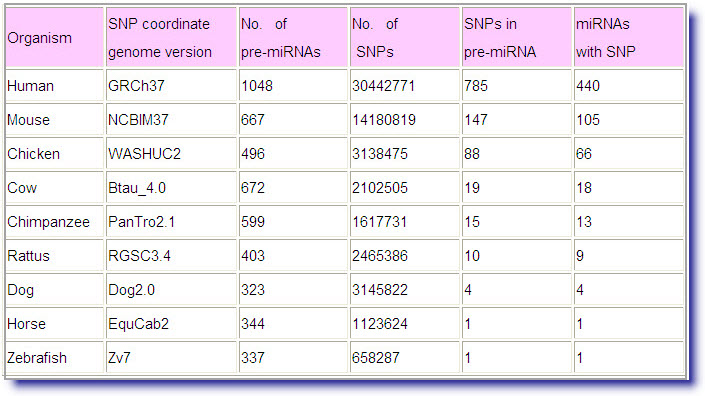 Organism SNP coordinate genome version No. of pre-miRNAs No. of SNPs SNPs in pre-miRNA miRNAs with SNP
Human GRCh37 1048 30442771 785 440
Mouse NCBIM37 667 14180819 147 105
Chicken WASHUC2 496 3138475 88 66
Cow Btau_4.0 672 2102505 19 18
Chimpanzee PanTro2.1 599 1617731 15 13
Rattus RGSC3.4 403 2465386 10 9
Dog Dog2.0 323 3145822 4 4
Horse EquCab2 344 1123624 1 1
Zebrafish Zv7 337 658287 1 1